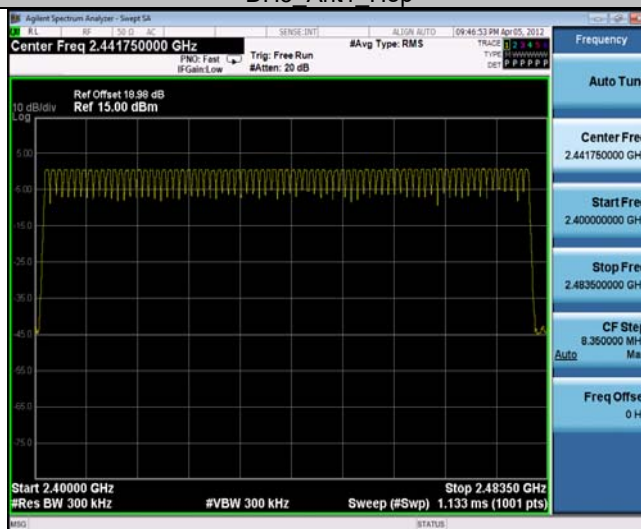 Agilent Spectrum Analyzer - Swept SA
RL RF 50 Ω AC SENSE:INT ALIGN AUTO 09:46:53 PM Apr 05, 2012
Center Freq 2.441750000 GHz
PNO: Fast
IFGain:Low
Trig: Free Run
#Atten: 20 dB
#Avg Type: RMS
TRACE 1 2 3 4 5
TYPE
DET P P P P P P
Ref Offset 18.98 dB
10 dB/div Ref 15.00 dBm
Log
5.00
-5.00
-15.0
-25.0
-35.0
-45.0
-55.0
-65.0
-75.0
Start 2.40000 GHz Stop 2.48350 GHz
#Res BW 300 kHz #VBW 300 kHz Sweep (#Swp) 1.133 ms (1001 pts)
MSG STATUS
Frequency
Auto Tun
Center Fre
2.441750000 GH
Start Fre
2.400000000 GH
Stop Fre
2.483500000 GH
CF Ste
8.350000 MH
Auto Ma
Freq Offse
0 H